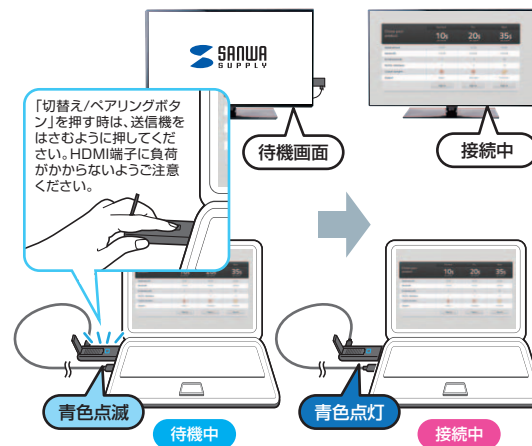 SANWA
SUPPLY
待機画面
10s 20s 35s
接続中
「切替え/ペアリングボタ
ン」を押す時は、送信機を
はさむように押してくだ
さい。HDMI端子に負荷
がかからないようご注意
ください。
10s 20s 35s
青色点滅
待機中
10s 20s 35s
青色点灯
接続中